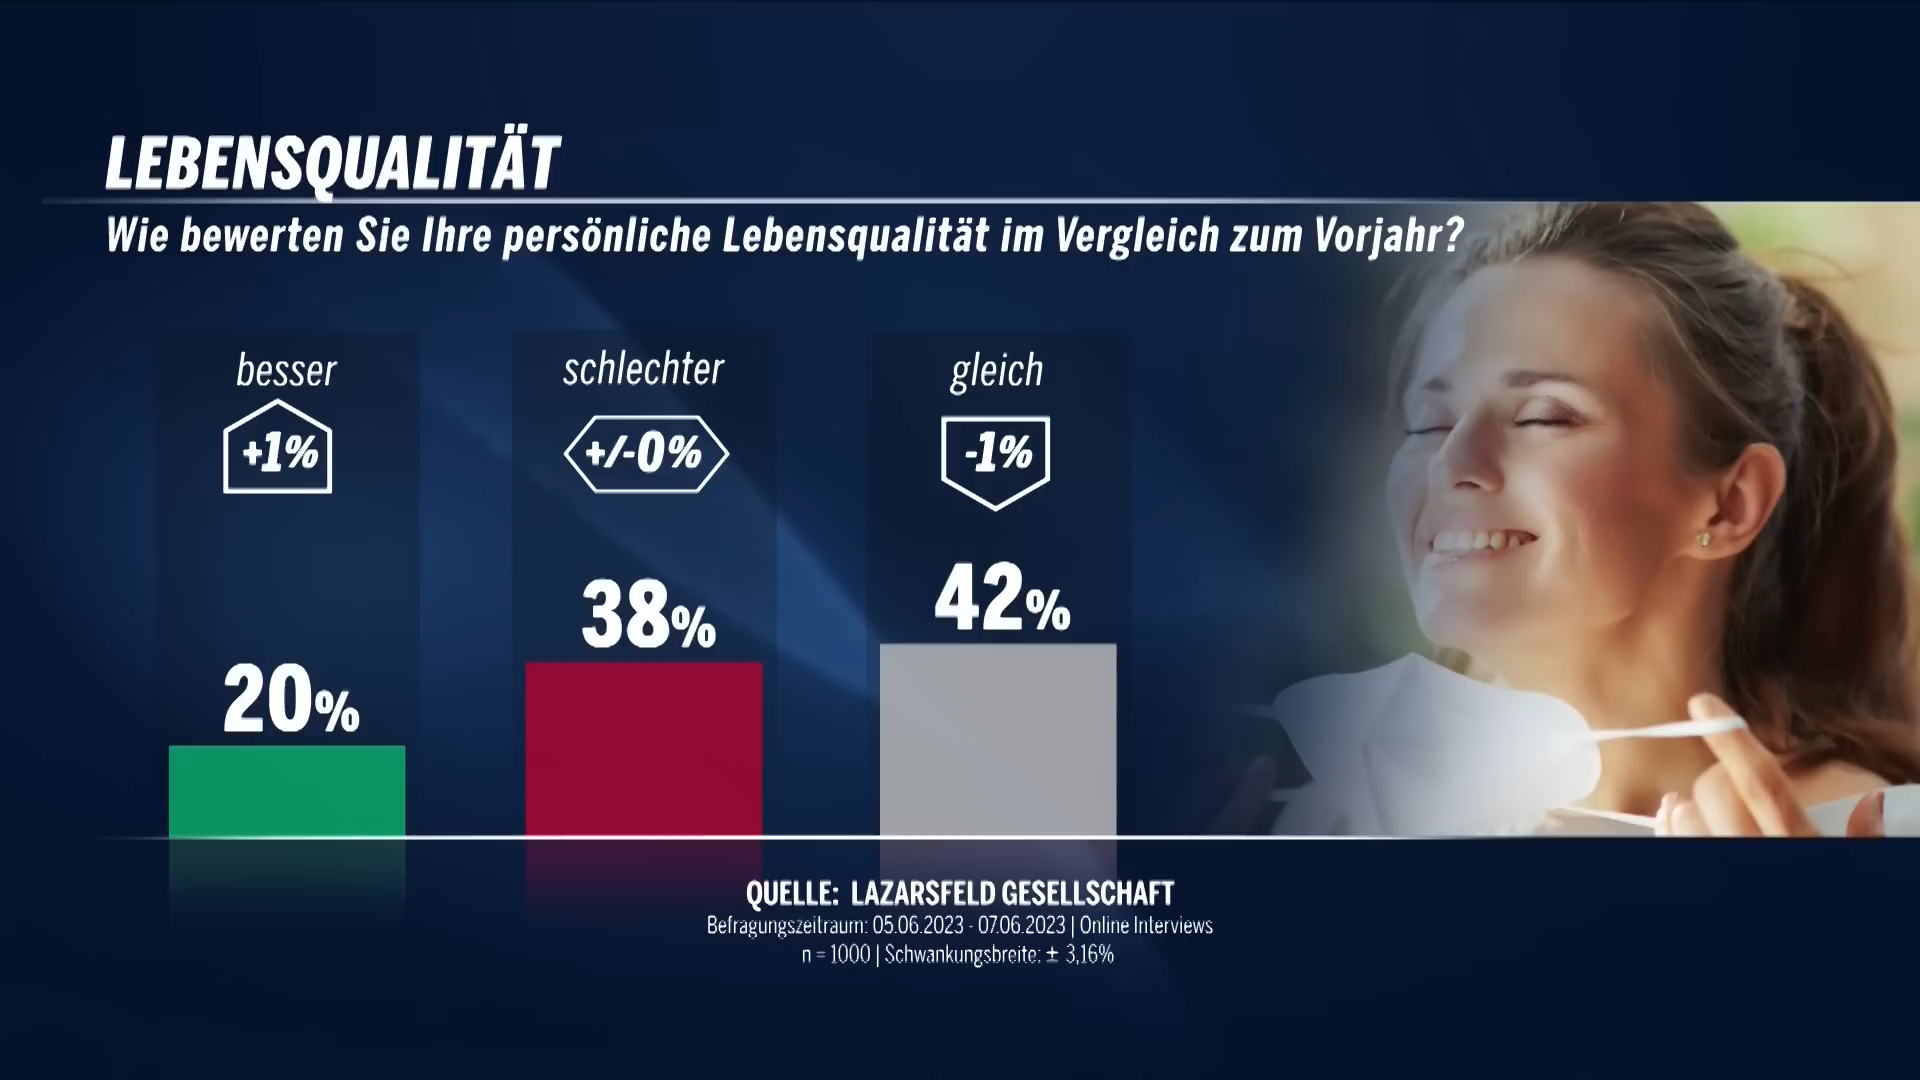 LEBENSQUALITÄT
Wie bewerten Sie Ihre persönliche Lebensqualität im Vergleich zum Vorjahr?
besser
+1%
20%
schlechter
+/-0%
38%
gleich
-1%
42%
QUELLE: LAZARSFELD GESELLSCHAFT
Befragungszeitraum: 05.06.2023 - 07.06.2023 | Online Interviews
n = 1000 | Schwankungsbreite: ± 3,16%